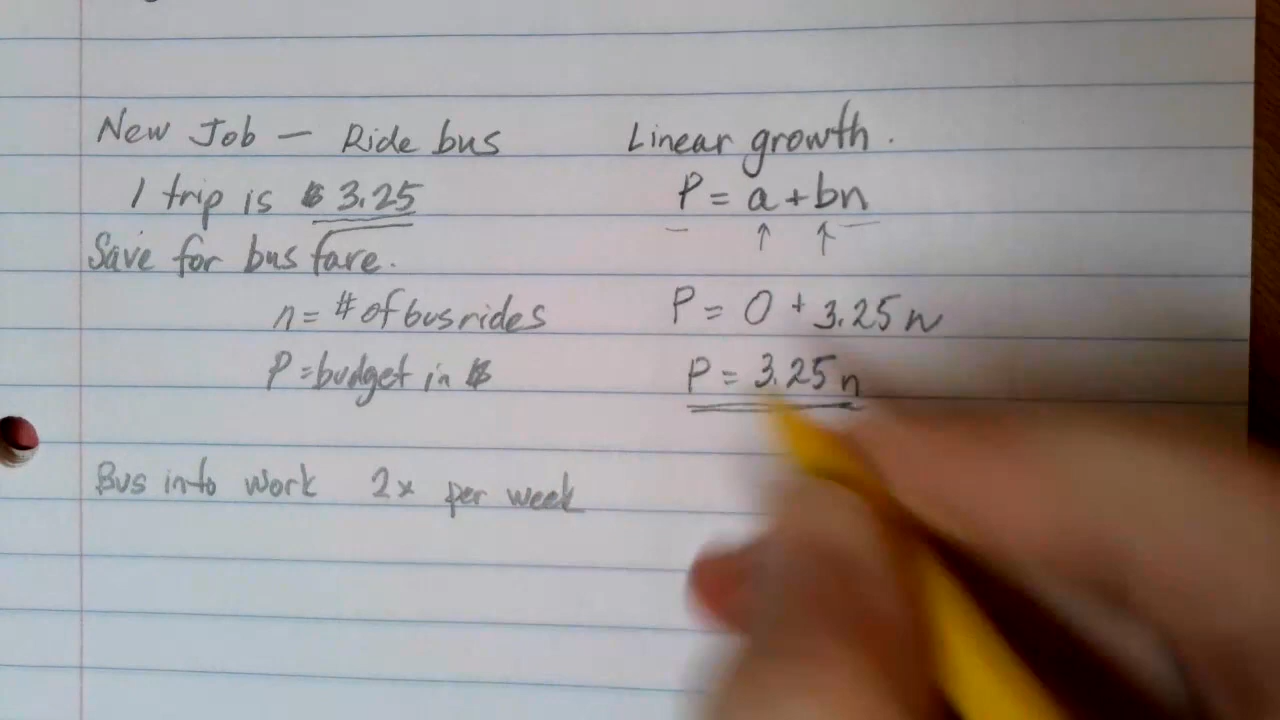 New Job - Ride bus
1 trip is $3.25
Save for bus fare.
n = # of bus rides
P = budget in $
Bus into work 2x per week
Linear growth.
P = a + bn
P = 0 + 3.25n
P = 3.25n